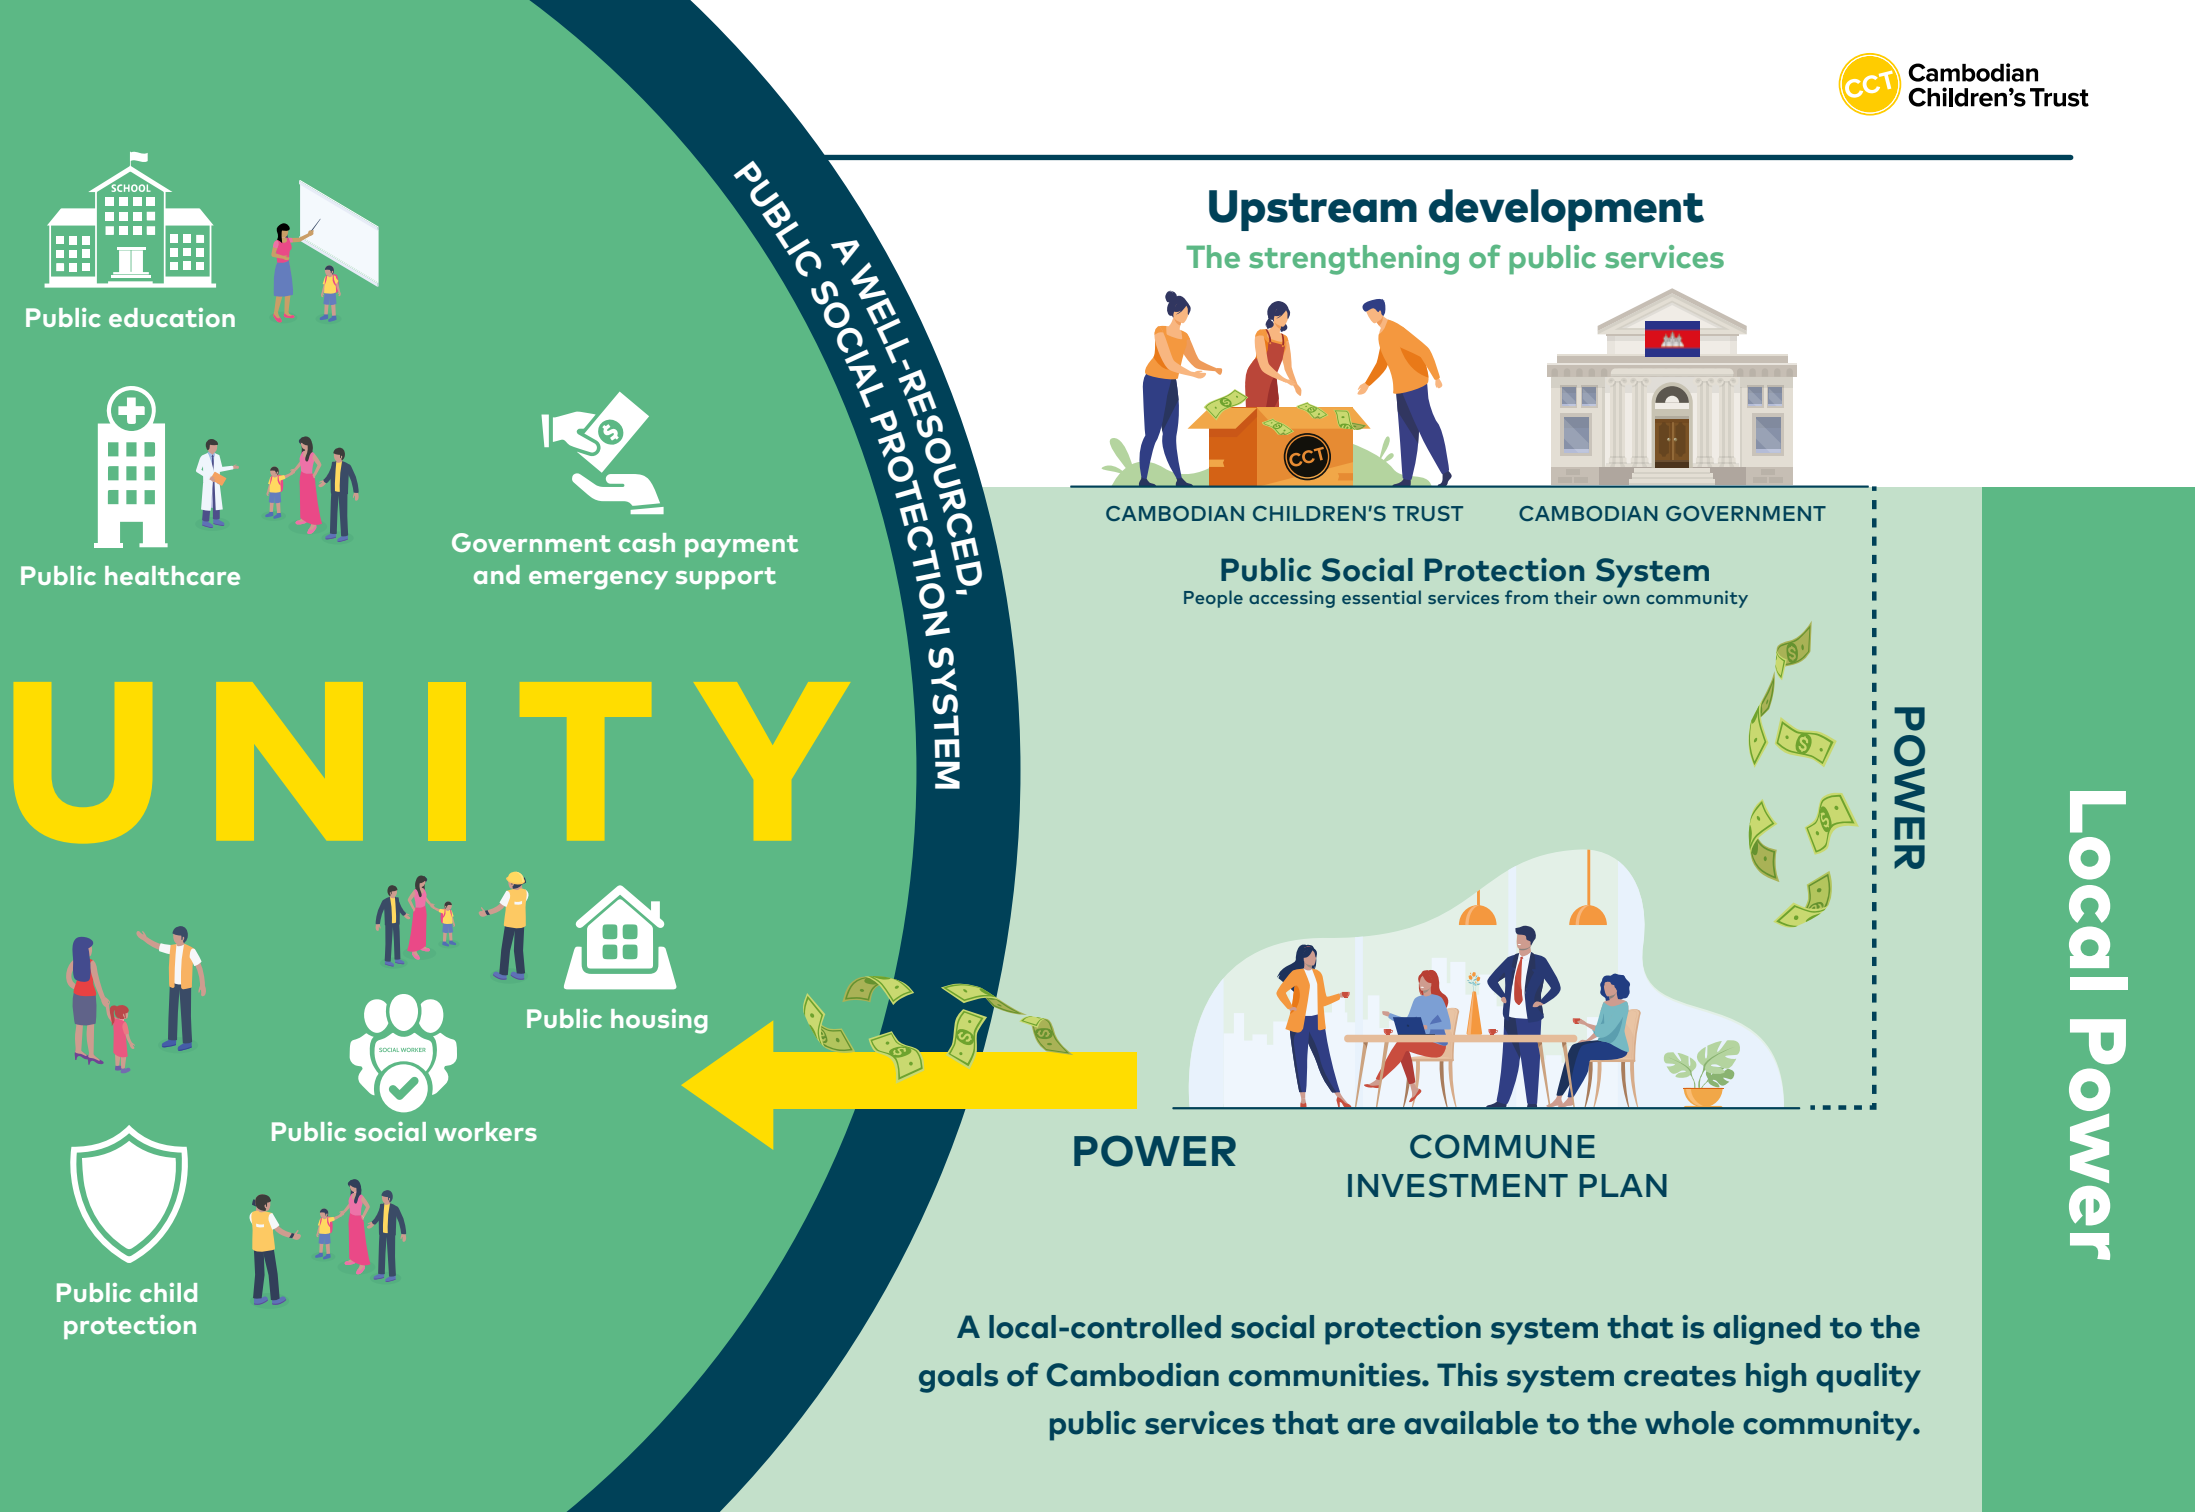 CCT
Cambodian
Children's Trust
SCHOOL
Public education
Public healthcare
Government cash payment
and emergency support
A WELL-RESOURCED,
PUBLIC SOCIAL PROTECTION SYSTEM
UNITY
Public housing
SOCIAL WORKER
Public social workers
Public child
protection
Upstream development
The strengthening of public services
CCT
CAMBODIAN CHILDREN'S TRUST
CAMBODIAN GOVERNMENT
Public Social Protection System
People accessing essential services from their own community
POWER
POWER
COMMUNE
INVESTMENT PLAN
A local-controlled social protection system that is aligned to the
goals of Cambodian communities. This system creates high quality
public services that are available to the whole community.
Local Power